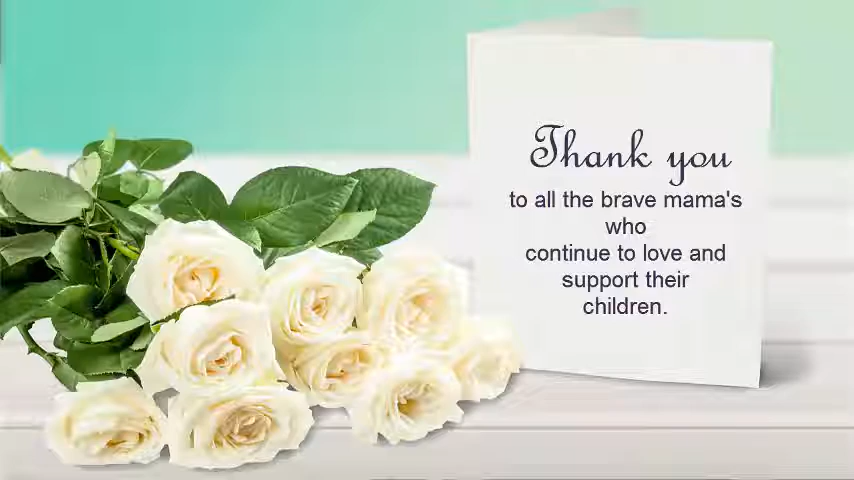 Thank you
to all the brave mama's
who
continue to love and
support their
children.